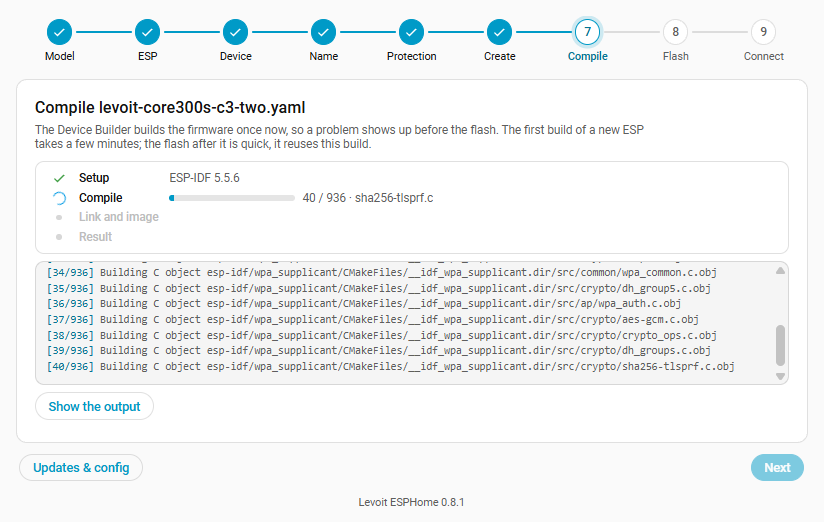 7
8
9
Model
ESP
Device
Name
Protection
Create
Compile
Flash
Connect
Compile levoit-core300s-c3-two.yaml
The Device Builder builds the firmware once now, so a problem shows up before the flash. The first build of a new ESP
takes a few minutes; the flash after it is quick, it reuses this build.
Setup ESP-IDF 5.5.6
Compile 40 / 936 · sha256-tlsprf.c
Link and image
Result
[34/936] Building C object esp-idf/wpa_supplicant/CMakeFiles/__idf_wpa_supplicant.dir/src/common/wpa_common.c.obj
[35/936] Building C object esp-idf/wpa_supplicant/CMakeFiles/__idf_wpa_supplicant.dir/src/crypto/dh_group5.c.obj
[36/936] Building C object esp-idf/wpa_supplicant/CMakeFiles/__idf_wpa_supplicant.dir/src/ap/wpa_auth.c.obj
[37/936] Building C object esp-idf/wpa_supplicant/CMakeFiles/__idf_wpa_supplicant.dir/src/crypto/aes-gcm.c.obj
[38/936] Building C object esp-idf/wpa_supplicant/CMakeFiles/__idf_wpa_supplicant.dir/src/crypto/crypto_ops.c.obj
[39/936] Building C object esp-idf/wpa_supplicant/CMakeFiles/__idf_wpa_supplicant.dir/src/crypto/dh_groups.c.obj
[40/936] Building C object esp-idf/wpa_supplicant/CMakeFiles/__idf_wpa_supplicant.dir/src/crypto/sha256-tlsprf.c.obj
Show the output
Updates & config
Next
Levoit ESPHome 0.8.1